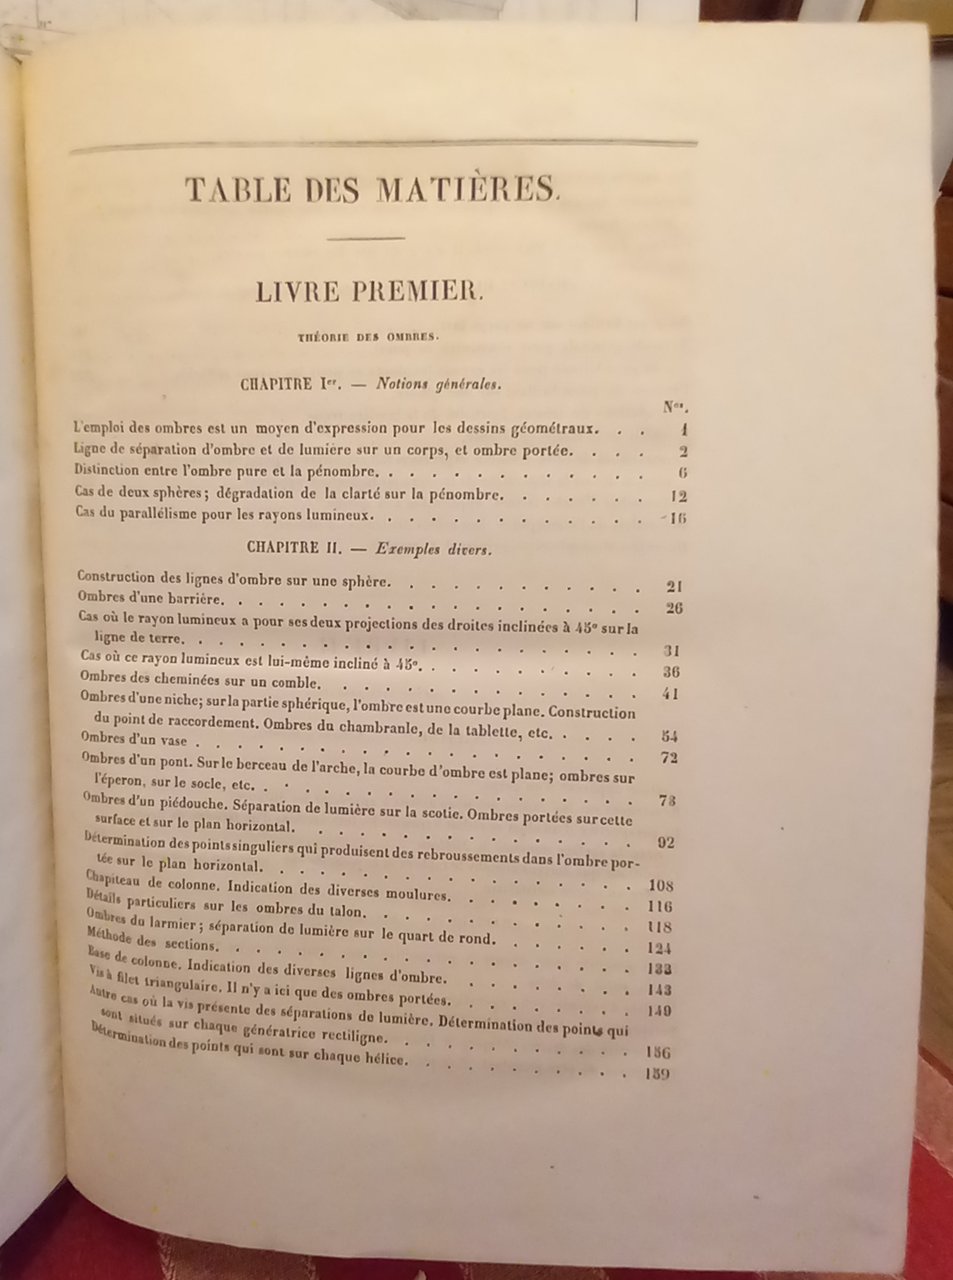 TABLE DES MATIÈRES.
LIVRE PREMIER.
THÉORIE DES OMBRES.
CHAPITRE Ier. — Notions générales.
Nos.
L'emploi des ombres est un moyen d'expression pour les dessins géométraux. . . 1
Ligne de séparation d'ombre et de lumière sur un corps, et ombre portée. . . . 2
Distinction entre l'ombre pure et la pénombre. . . . . . . . . . . . 6
Cas de deux sphères; dégradation de la clarté sur la pénombre. . . . . . . 12
Cas du parallélisme pour les rayons lumineux. . . . . . . . . . . . 16
CHAPITRE II. — Exemples divers.
Construction des lignes d'ombre sur une sphère. . . . . . . . . . . . 21
Ombres d'une barrière. . . . . . . . . . . . . . . . . . . 26
Cas où le rayon lumineux a pour ses deux projections des droites inclinées à 45° sur la
ligne de terre. . . . . . . . . . . . . . . . . . . . . 31
Cas où ce rayon lumineux est lui-même incliné à 45°. . . . . . . . . . 36
Ombres des cheminées sur un comble. . . . . . . . . . . . . . . 41
Ombres d'une niche; sur la partie sphérique, l'ombre est une courbe plane. Construction
du point de raccordement. Ombres du chambranle, de la tablette, etc. . . . . 54
Ombres d'un vase . . . . . . . . . . . . . . . . . . . . 72
Ombres d'un pont. Sur le berceau de l'arche, la courbe d'ombre est plane; ombres sur
l'éperon, sur le socle, etc. . . . . . . . . . . . . . . . . . 73
Ombres d'un piédouche. Séparation de lumière sur la scotie. Ombres portées sur cette
surface et sur le plan horizontal. . . . . . . . . . . . . . . 92
Détermination des points singuliers qui produisent des rebroussements dans l'ombre por-
tée sur le plan horizontal. . . . . . . . . . . . . . . . . . 108
Chapiteau de colonne. Indication des diverses moulures. . . . . . . . . 116
Détails particuliers sur les ombres du talon. . . . . . . . . . . . . 118
Ombres du larmier; séparation de lumière sur le quart de rond. . . . . . . 124
Méthode des sections. . . . . . . . . . . . . . . . . . . 133
Base de colonne. Indication des diverses lignes d'ombre. . . . . . . . . 143
Vis à filet triangulaire. Il n'y a ici que des ombres portées. . . . . . . . 149
Autre cas où la vis présente des séparations de lumière. Détermination des points qui
sont situés sur chaque génératrice rectiligne. . . . . . . . . . . . 156
Détermination des points qui sont sur chaque hélice. . . . . . . . . . . 159